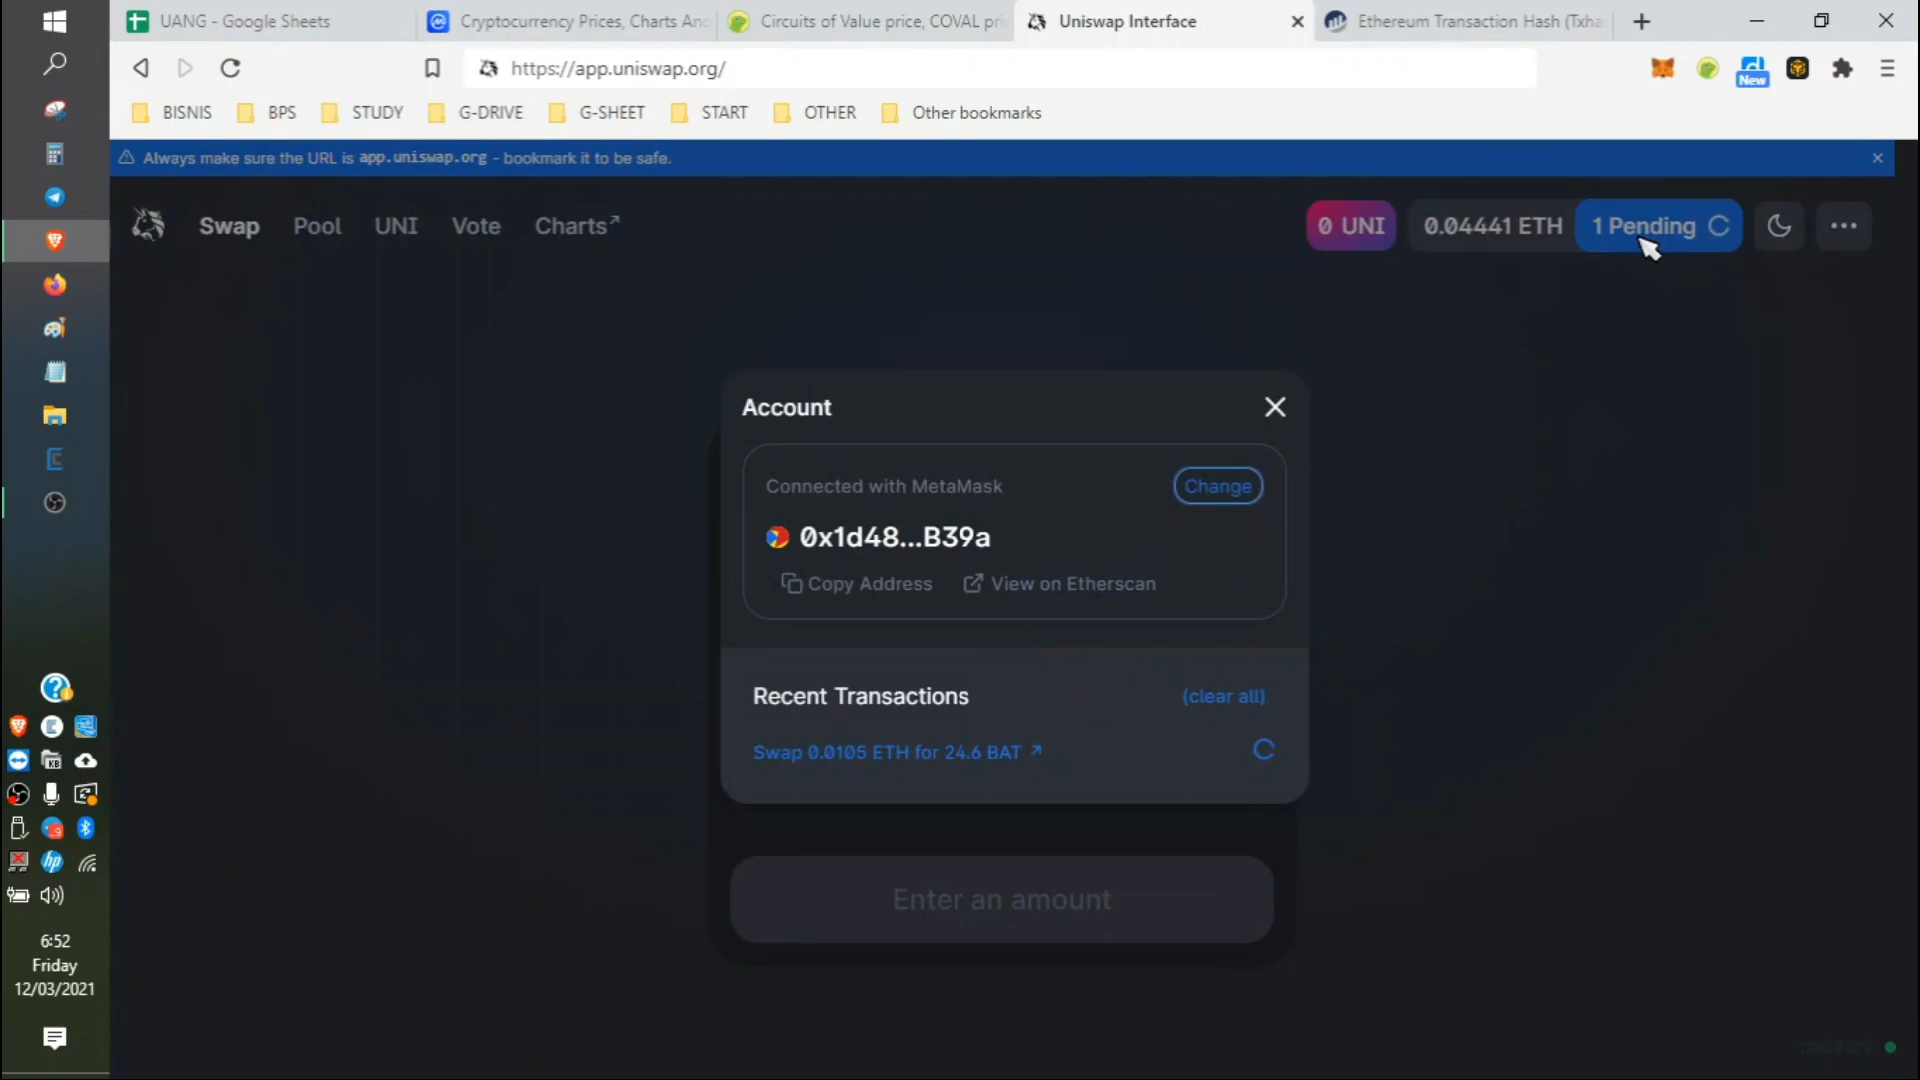 UANG - Google Sheets
Cryptocurrency Prices, Charts And
Circuits of Value price, COVAL pri
Uniswap Interface
Ethereum Transaction Hash (Txha
https://app.uniswap.org/
New
BISNIS
BPS
STUDY
G-DRIVE
G-SHEET
START
OTHER
Other bookmarks
Always make sure the URL is app.uniswap.org - bookmark it to be safe.
Swap
Pool
UNI
Vote
Charts↗
0 UNI
0.04441 ETH
1 Pending
Account
Connected with MetaMask
Change
0x1d48...B39a
Copy Address
View on Etherscan
Recent Transactions
(clear all)
Swap 0.0105 ETH for 24.6 BAT ↗
Enter an amount
6:52
Friday
12/03/2021